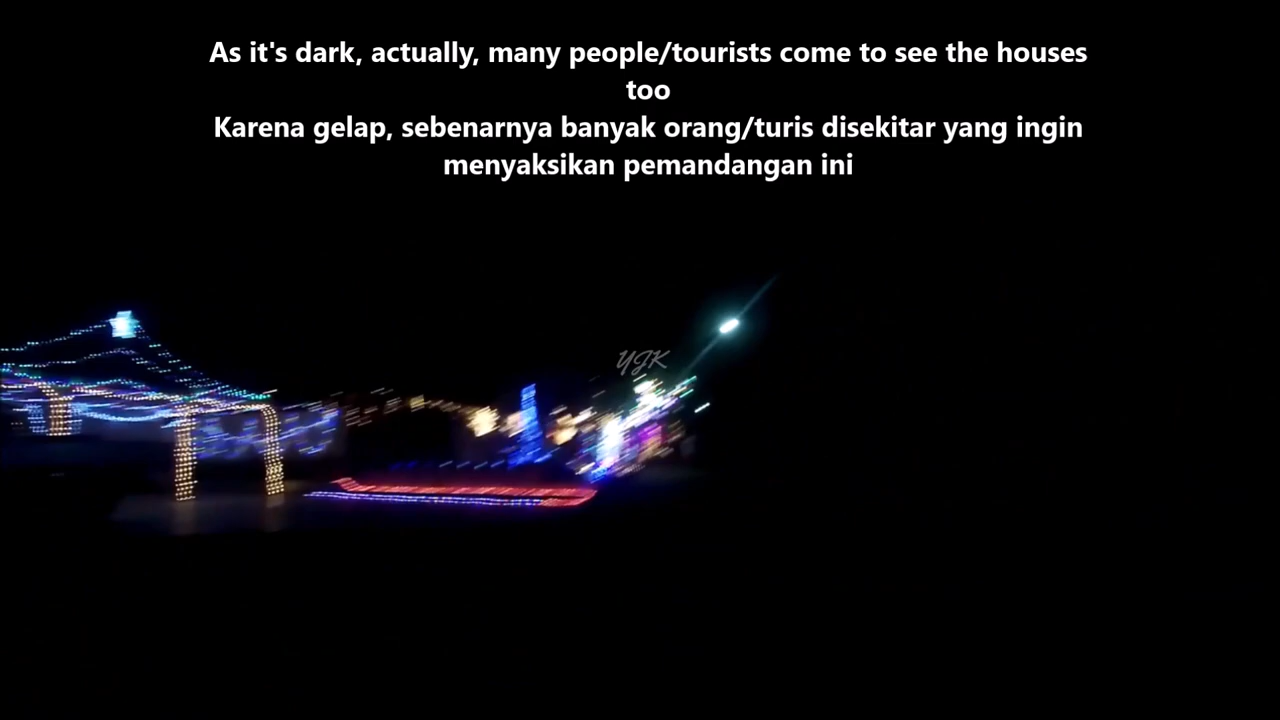 As it's dark, actually, many people/tourists come to see the houses
too
Karena gelap, sebenarnya banyak orang/turis disekitar yang ingin
menyaksikan pemandangan ini
YJK